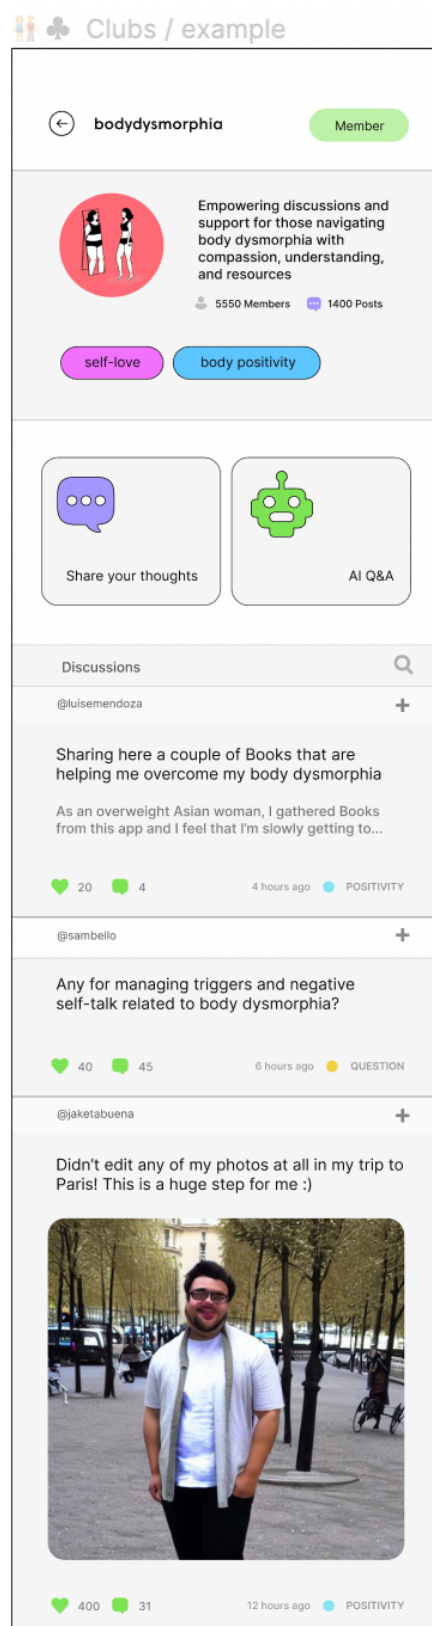 Clubs / example
bodydysmorphia
Member
Empowering discussions and
support for those navigating
body dysmorphia with
compassion, understanding,
and resources
5550 Members 1400 Posts
self-love body positivity
Share your thoughts AI Q&A
Discussions
@luisemendoza
Sharing here a couple of Books that are
helping me overcome my body dysmorphia
As an overweight Asian woman, I gathered Books
from this app and I feel that I'm slowly getting to...
20 4 4 hours ago POSITIVITY
@sambello
Any for managing triggers and negative
self-talk related to body dysmorphia?
40 45 6 hours ago QUESTION
@jaketabuena
Didn't edit any of my photos at all in my trip to
Paris! This is a huge step for me :)
400 31 12 hours ago POSITIVITY